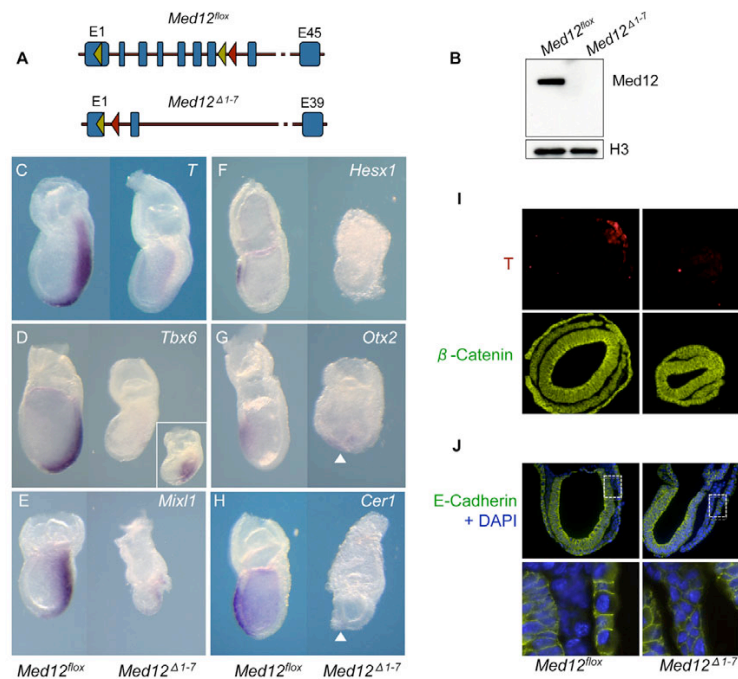 A
Med12flox
E1
E45
Med12Δ1-7
E1
E39
B
Med12flox
Med12Δ1-7
Med12
H3
C
T
F
Hesx1
D
Tbx6
G
Otx2
E
Mixl1
H
Cer1
Med12flox
Med12Δ1-7
Med12flox
Med12Δ1-7
I
T
β-Catenin
J
E-Cadherin
+ DAPI
Med12flox
Med12Δ1-7